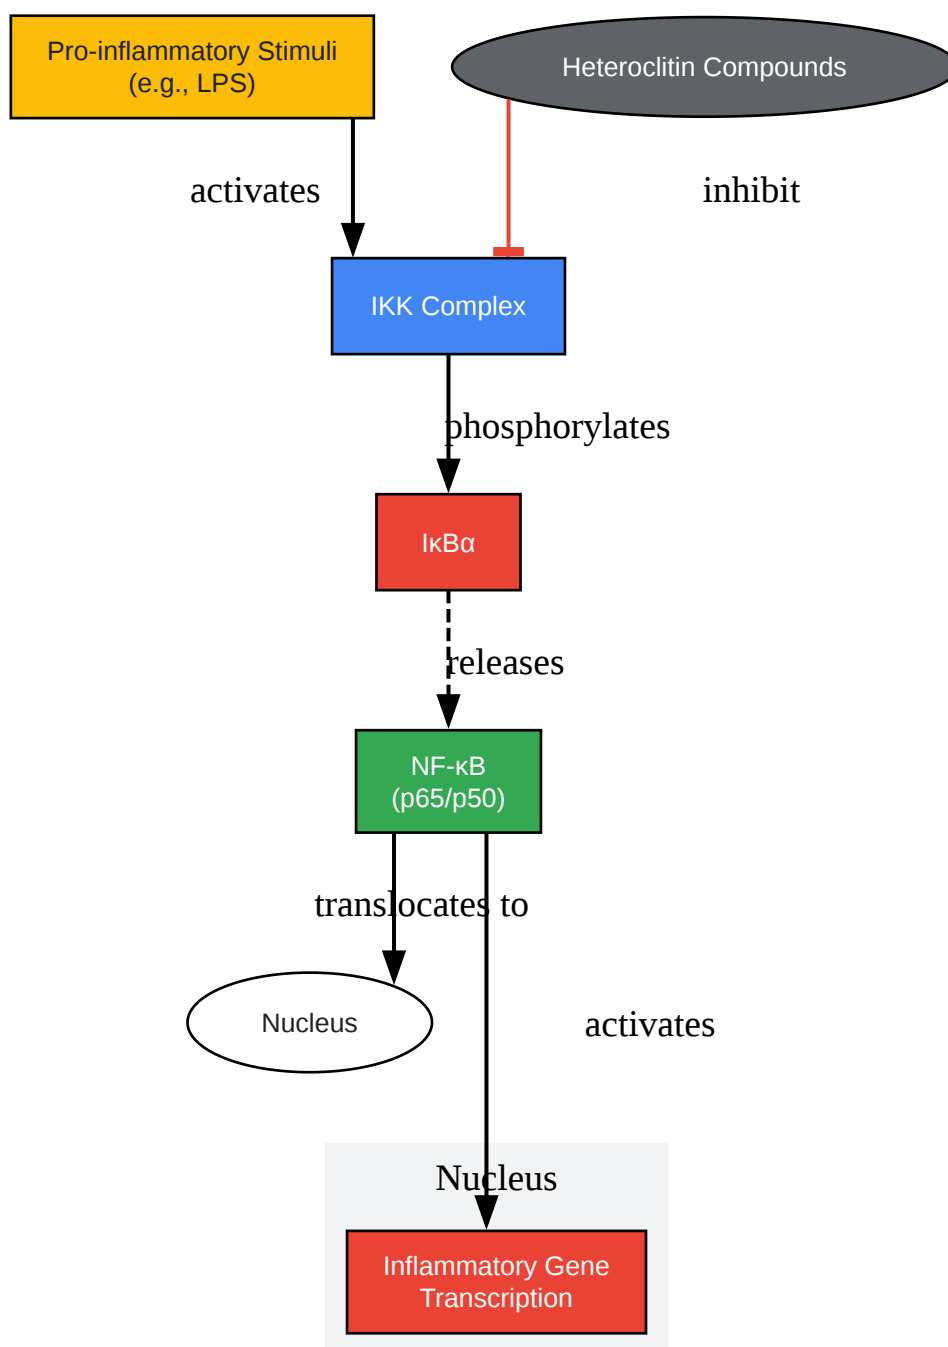 Pro-inflammatory Stimuli
(e.g., LPS)
Heteroclitin Compounds
activates
inhibit
IKK Complex
phosphorylates
IκBα
releases
NF-κB
(p65/p50)
translocates to
Nucleus
activates
Nucleus
Inflammatory Gene
Transcription